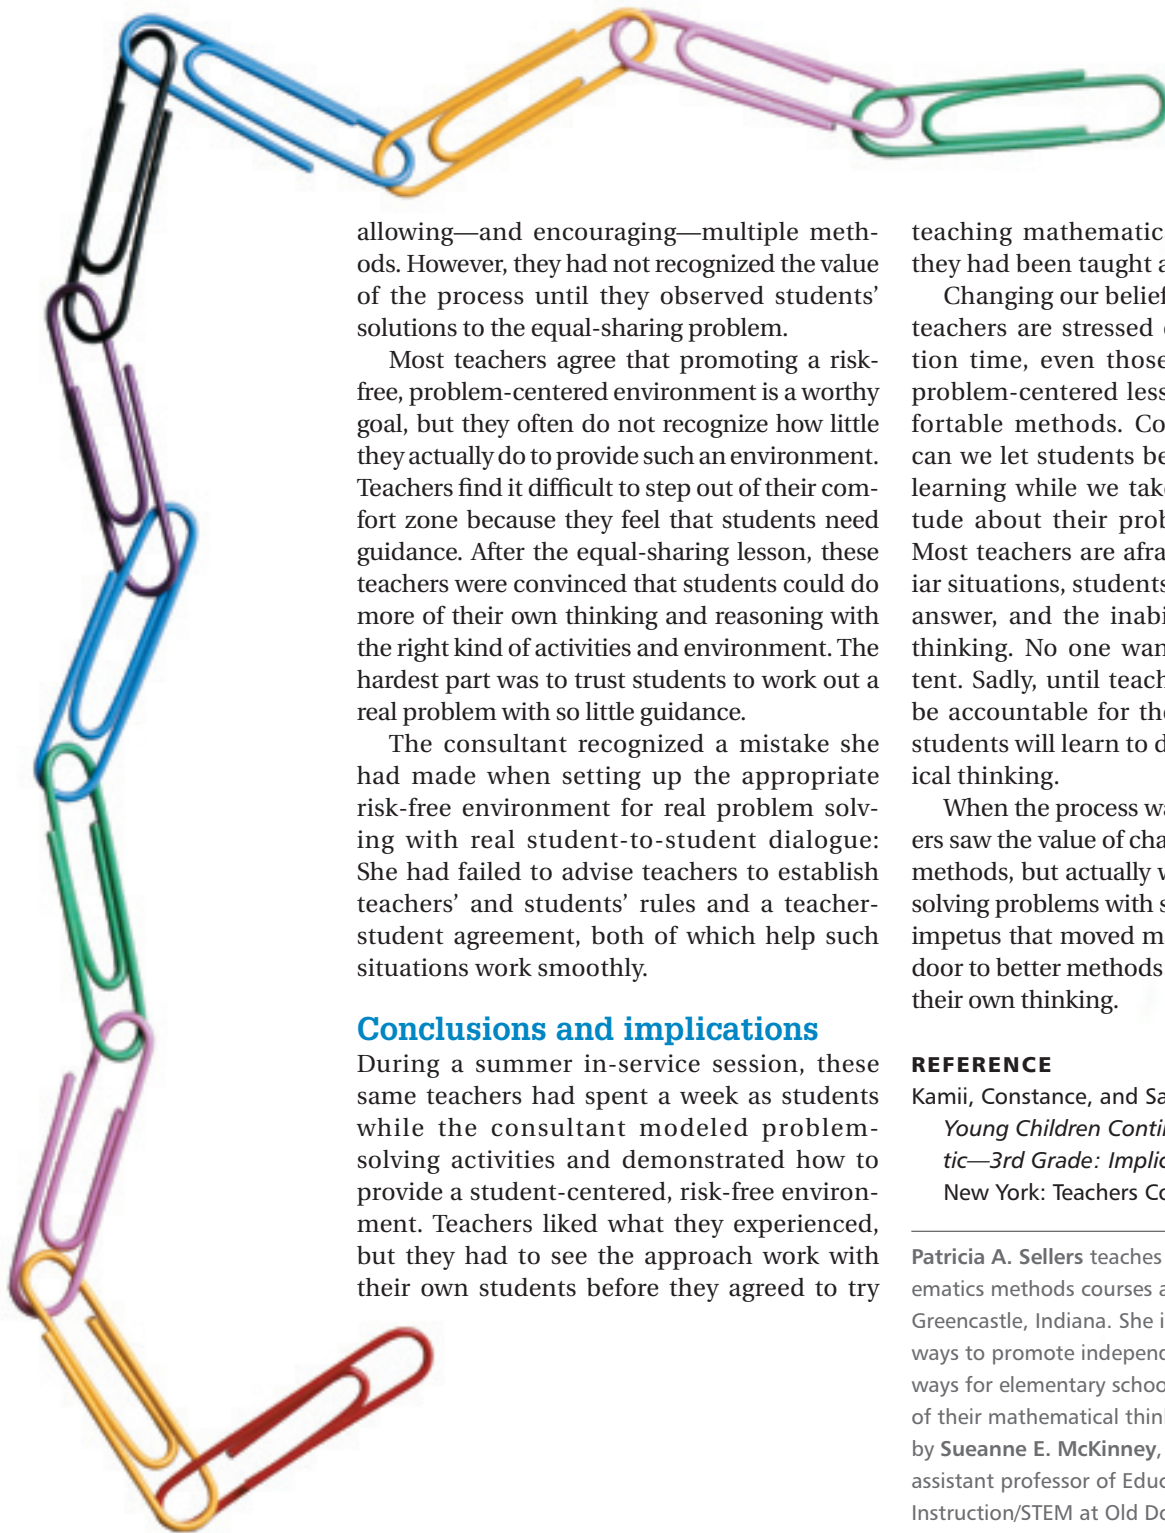 allowing—and encouraging—multiple meth-
ods. However, they had not recognized the value
of the process until they observed students'
solutions to the equal-sharing problem.
Most teachers agree that promoting a risk-
free, problem-centered environment is a worthy
goal, but they often do not recognize how little
they actually do to provide such an environment.
Teachers find it difficult to step out of their com-
fort zone because they feel that students need
guidance. After the equal-sharing lesson, these
teachers were convinced that students could do
more of their own thinking and reasoning with
the right kind of activities and environment. The
hardest part was to trust students to work out a
real problem with so little guidance.
The consultant recognized a mistake she
had made when setting up the appropriate
risk-free environment for real problem solv-
ing with real student-to-student dialogue:
She had failed to advise teachers to establish
teachers' and students' rules and a teacher-
student agreement, both of which help such
situations work smoothly.
Conclusions and implications
During a summer in-service session, these
same teachers had spent a week as students
while the consultant modeled problem-
solving activities and demonstrated how to
provide a student-centered, risk-free environ-
ment. Teachers liked what they experienced,
but they had to see the approach work with
their own students before they agreed to try
teaching mathematic
they had been taught a
Changing our belief
teachers are stressed
tion time, even those
problem-centered less
fortable methods. Co
can we let students be
learning while we take
tude about their prob
Most teachers are afra
iar situations, students
answer, and the inabi
thinking. No one wan
tent. Sadly, until teach
be accountable for the
students will learn to d
ical thinking.
When the process wa
ers saw the value of cha
methods, but actually w
solving problems with s
impetus that moved m
door to better methods
their own thinking.
REFERENCE
Kamii, Constance, and Sa
Young Children Conti
tic—3rd Grade: Implic
New York: Teachers Co
Patricia A. Sellers teaches
ematics methods courses a
Greencastle, Indiana. She i
ways to promote independ
ways for elementary schoo
of their mathematical think
by Sueanne E. McKinney,
assistant professor of Educ
Instruction/STEM at Old Do